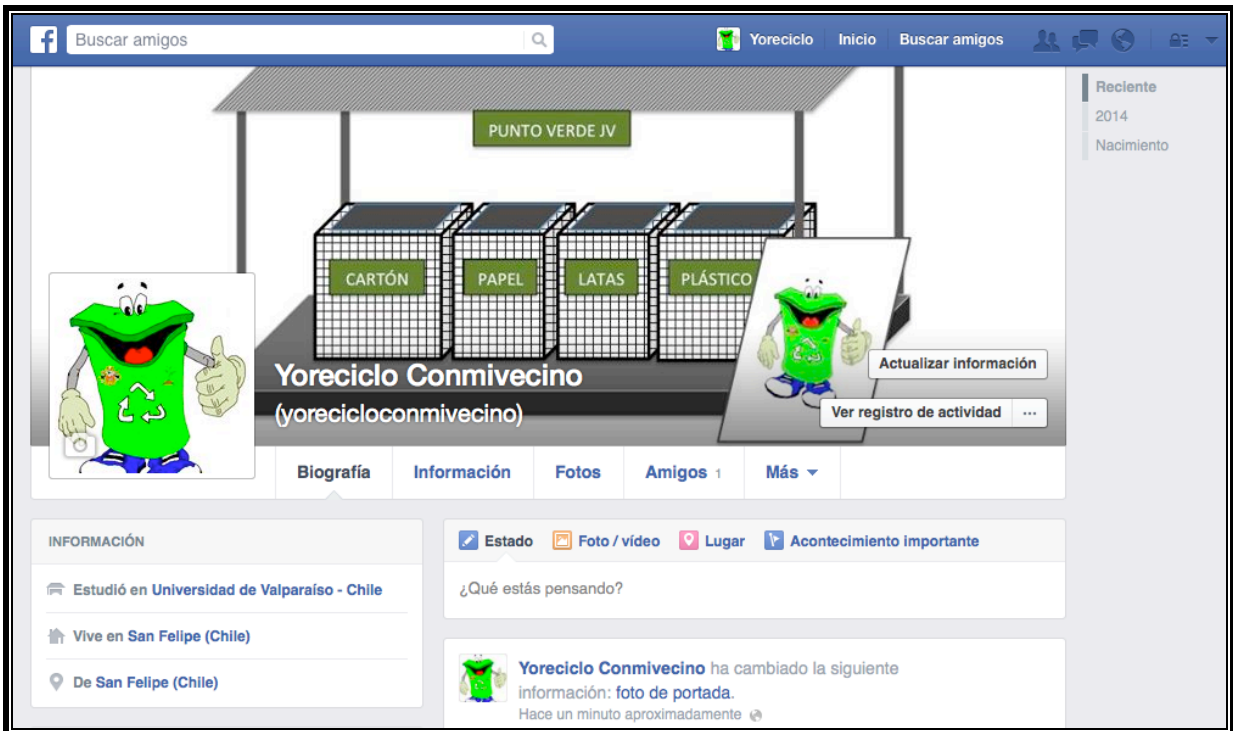 f Buscar amigos Yoreciclo Inicio Buscar amigos
Reciente
2014
Nacimiento
PUNTO VERDE JV
CARTÓN PAPEL LATAS PLÁSTICO
Yoreciclo Conmivecino
(yorecicloconmivecino)
Actualizar información
Ver registro de actividad ...
Biografía Información Fotos Amigos 1 Más
INFORMACIÓN
Estudió en Universidad de Valparaíso - Chile
Vive en San Felipe (Chile)
De San Felipe (Chile)
Estado Foto / vídeo Lugar Acontecimiento importante
¿Qué estás pensando?
Yoreciclo Conmivecino ha cambiado la siguiente
información: foto de portada.
Hace un minuto aproximadamente